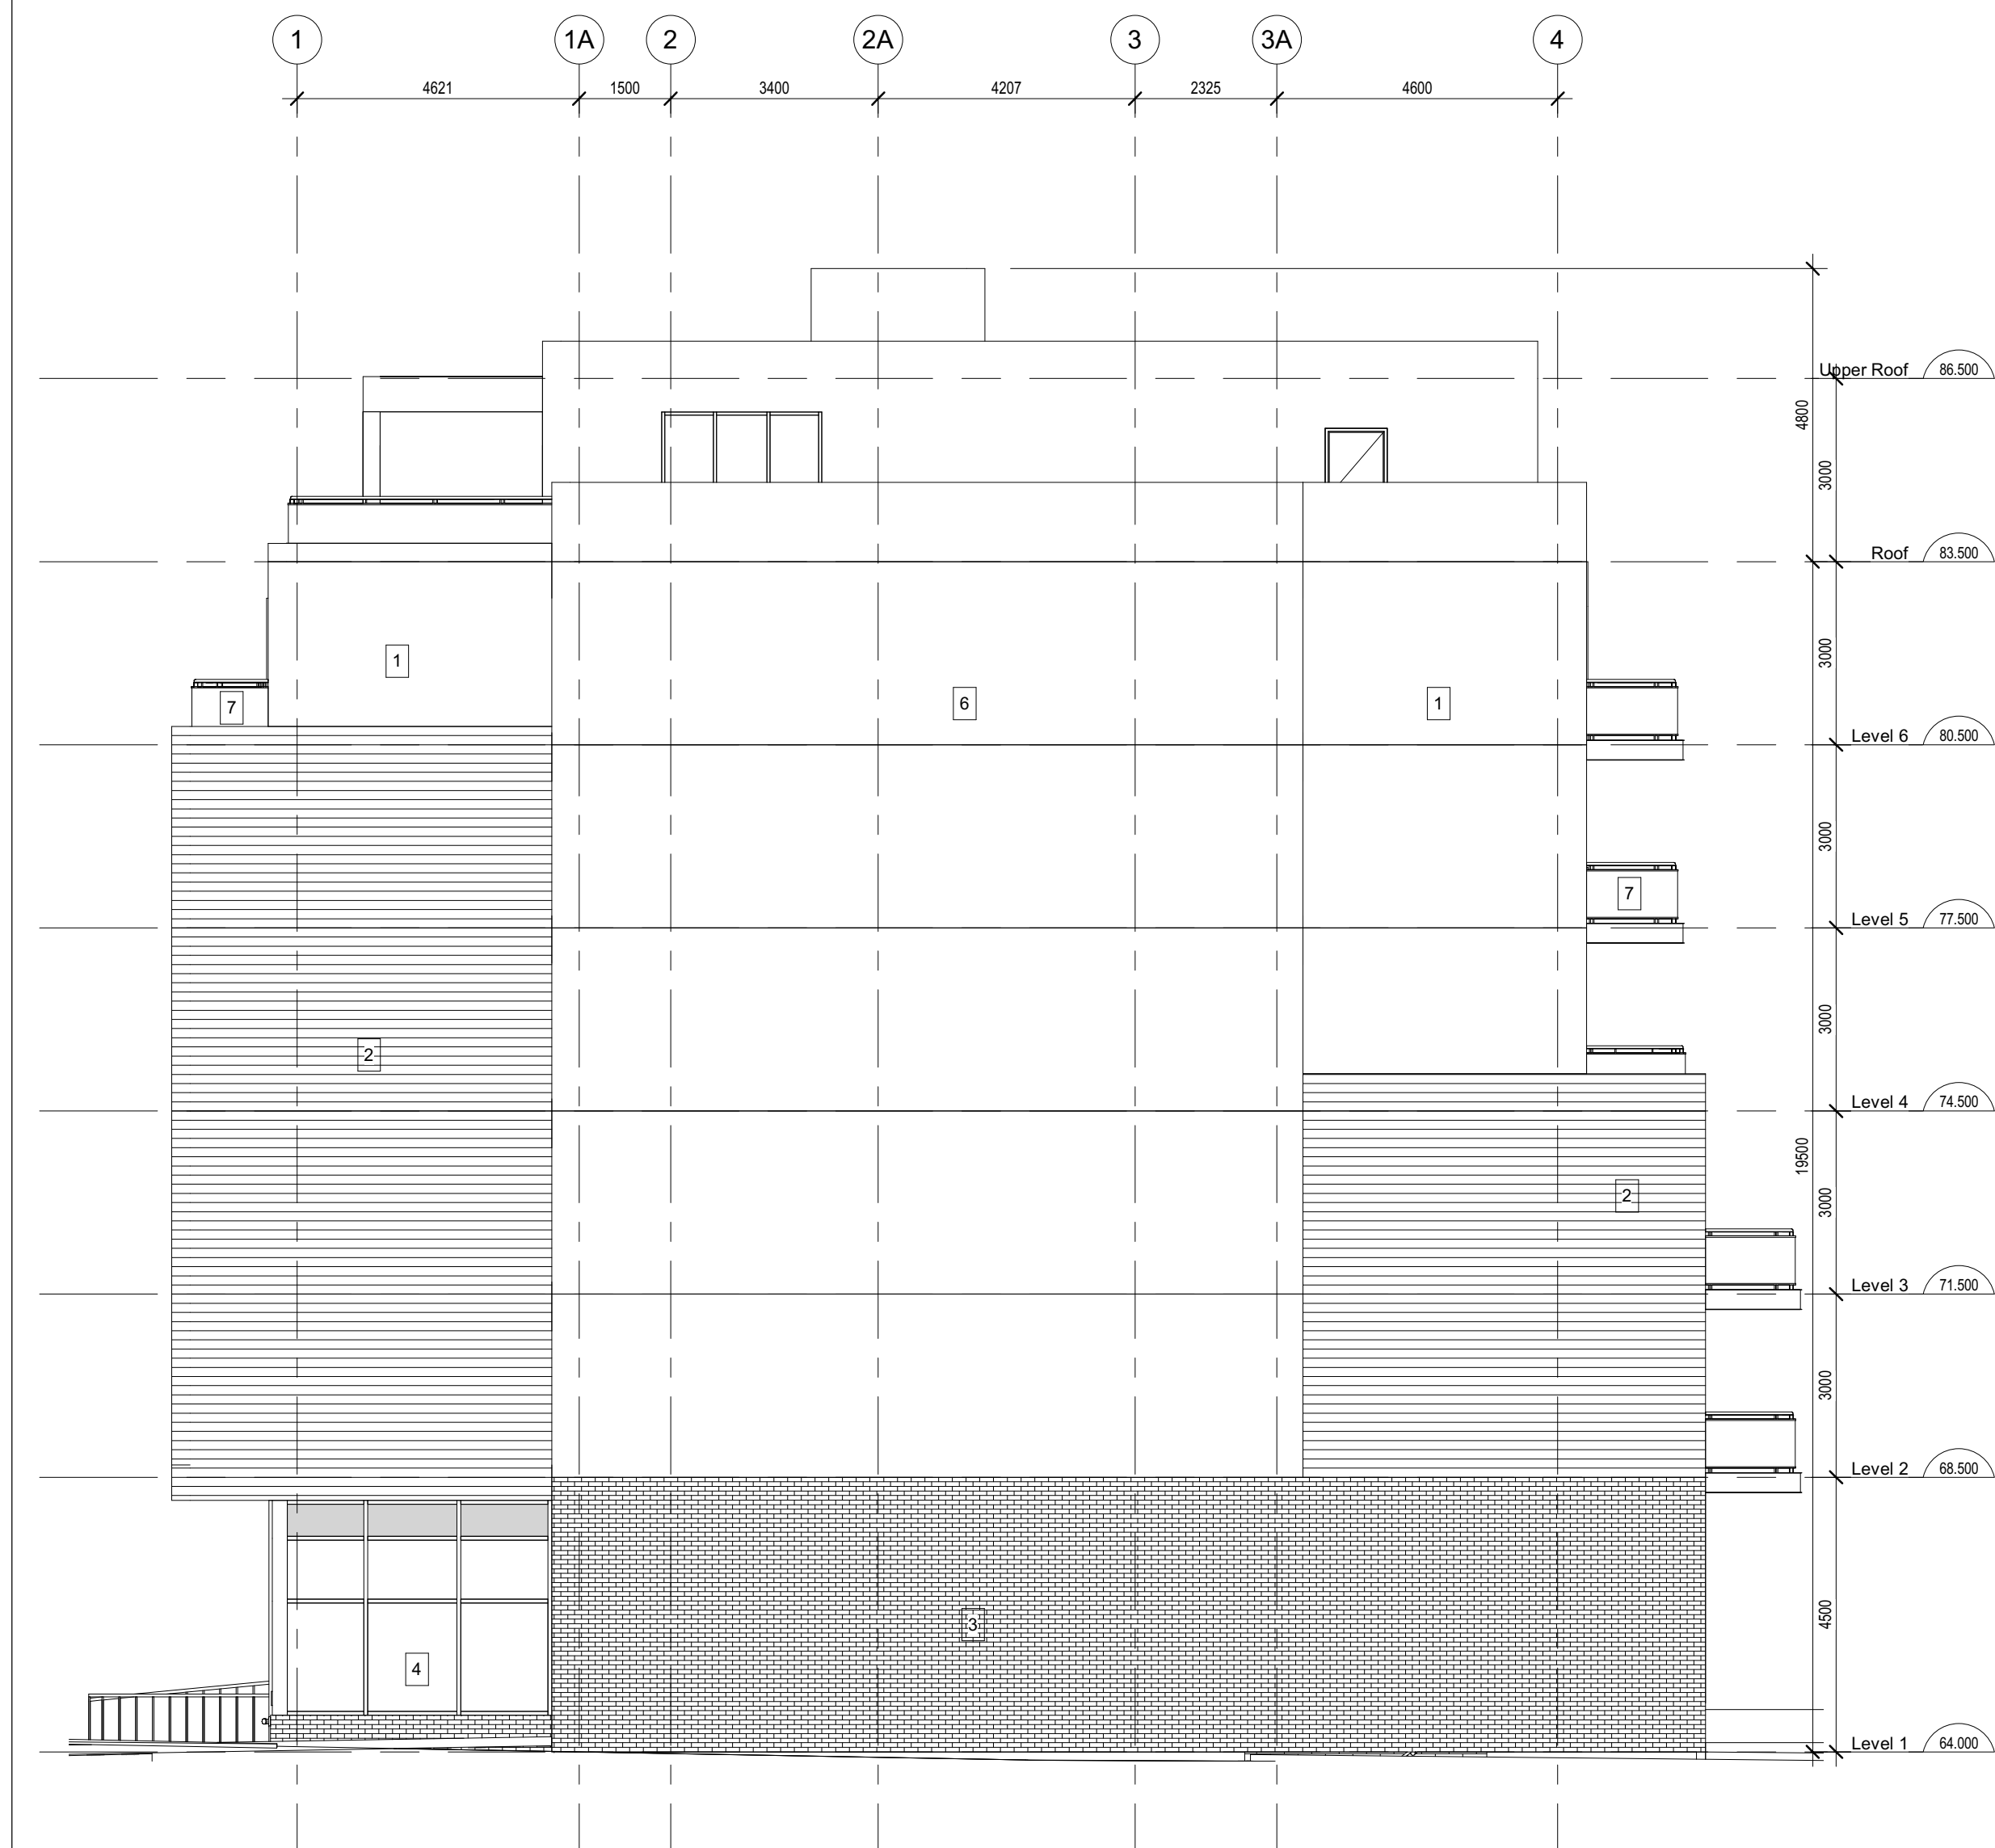 1 1A 2 2A 3 3A 4
4621 1500 3400 4207 2325 4600
Upper Roof 86.500
4800
3000
Roof 83.500
1
3000
7
6
1
Level 6 80.500
3000
7
Level 5 77.500
3000
2
Level 4 74.500
19500
2
3000
Level 3 71.500
3000
Level 2 68.500
3
4500
4
Level 1 64.000